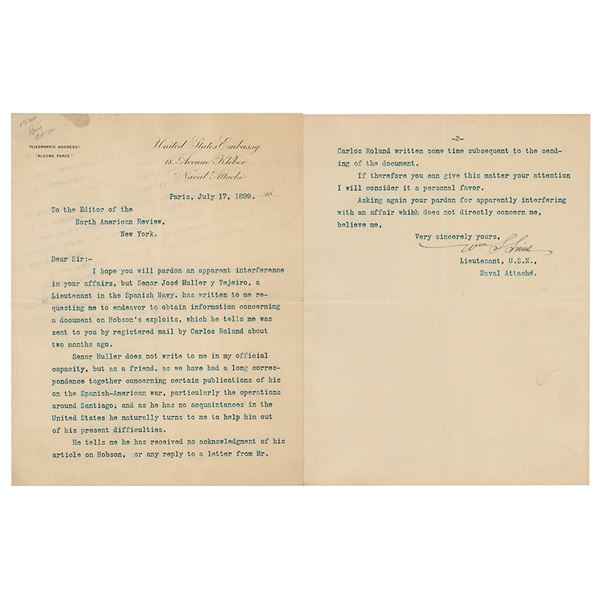 TELEGRAPHIC ADDRESS:
"ALUSNA PARIS"
United States Embassy
18. Avenue Kléber
Naval Attaché
Paris, July 17, 1899. 18
To the Editor of the
North American Review,
New York.
Dear Sir:-
I hope you will pardon an apparent interference
in your affairs, but Senor José Muller y Tejeiro, a
Lieutenant in the Spanish Navy, has written to me re-
questing me to endeavor to obtain information concerning
a document on Hobson's exploits, which he tells me was
sent to you by registered mail by Carlos Roland about
two months ago.
Senor Muller does not write to me in my official
capacity, but as a friend, as we have had a long corres-
pondence together concerning certain publications of his
on the Spanish-American war, particularly the operations
around Santiago; and as he has no acquaintances in the
United States he naturally turns to me to help him out
of his present difficulties.
He tells me he has received no acknowledgment of his
article on Hobson, nor any reply to a letter from Mr.
-2-
Carlos Roland written some time subsequent to the send-
ing of the document.
If therefore you can give this matter your attention
I will consider it a personal favor.
Asking again your pardon for apparently interfering
with an affair whihh does not directly concern me,
believe me,
Very sincerely yours,
Wm S Sims
Lieutenant, U.S.N.,
Naval Attaché.